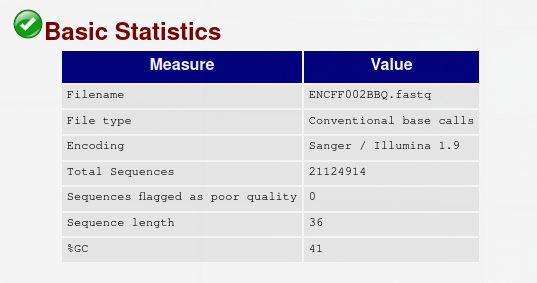 Basic Statistics
Measure Value
Filename ENCFF002BBQ.fastq
File type Conventional base calls
Encoding Sanger / Illumina 1.9
Total Sequences 21124914
Sequences flagged as poor quality 0
Sequence length 36
%GC 41